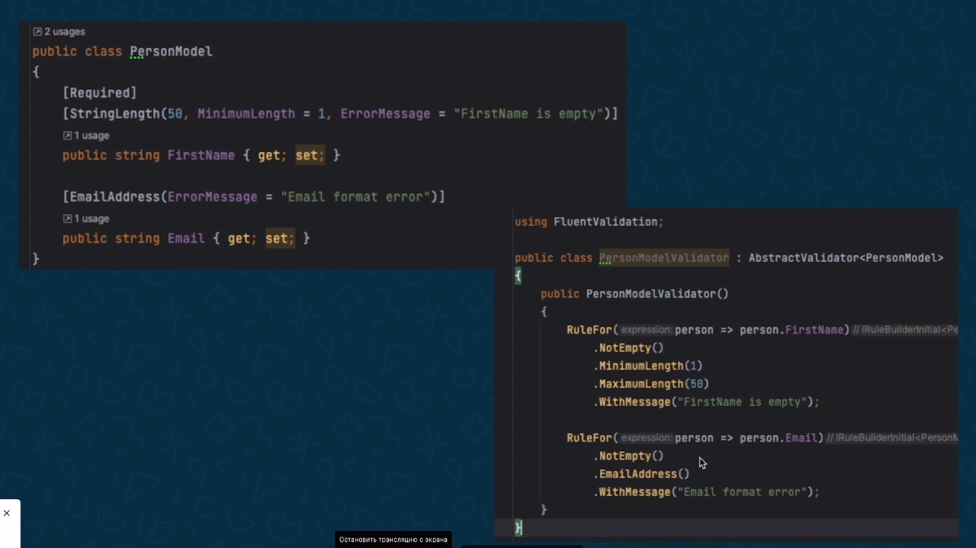 2 usages
public class PersonModel
{
[Required]
[StringLength(50, MinimumLength = 1, ErrorMessage = "FirstName is empty")]
1 usage
public string FirstName { get; set; }
[EmailAddress(ErrorMessage = "Email format error")]
1 usage
public string Email { get; set; }
}
using FluentValidation;
public class PersonModelValidator : AbstractValidator<PersonModel>
{
public PersonModelValidator()
{
RuleFor( expression: person => person.FirstName) // IRuleBuilderInitial<Pe
.NotEmpty()
.MinimumLength(1)
.MaximumLength(50)
.WithMessage("FirstName is empty");
RuleFor( expression: person => person.Email) // IRuleBuilderInitial<PersonM
.NotEmpty()
.EmailAddress()
.WithMessage("Email format error");
}
}
Остановить трансляцию с экрана